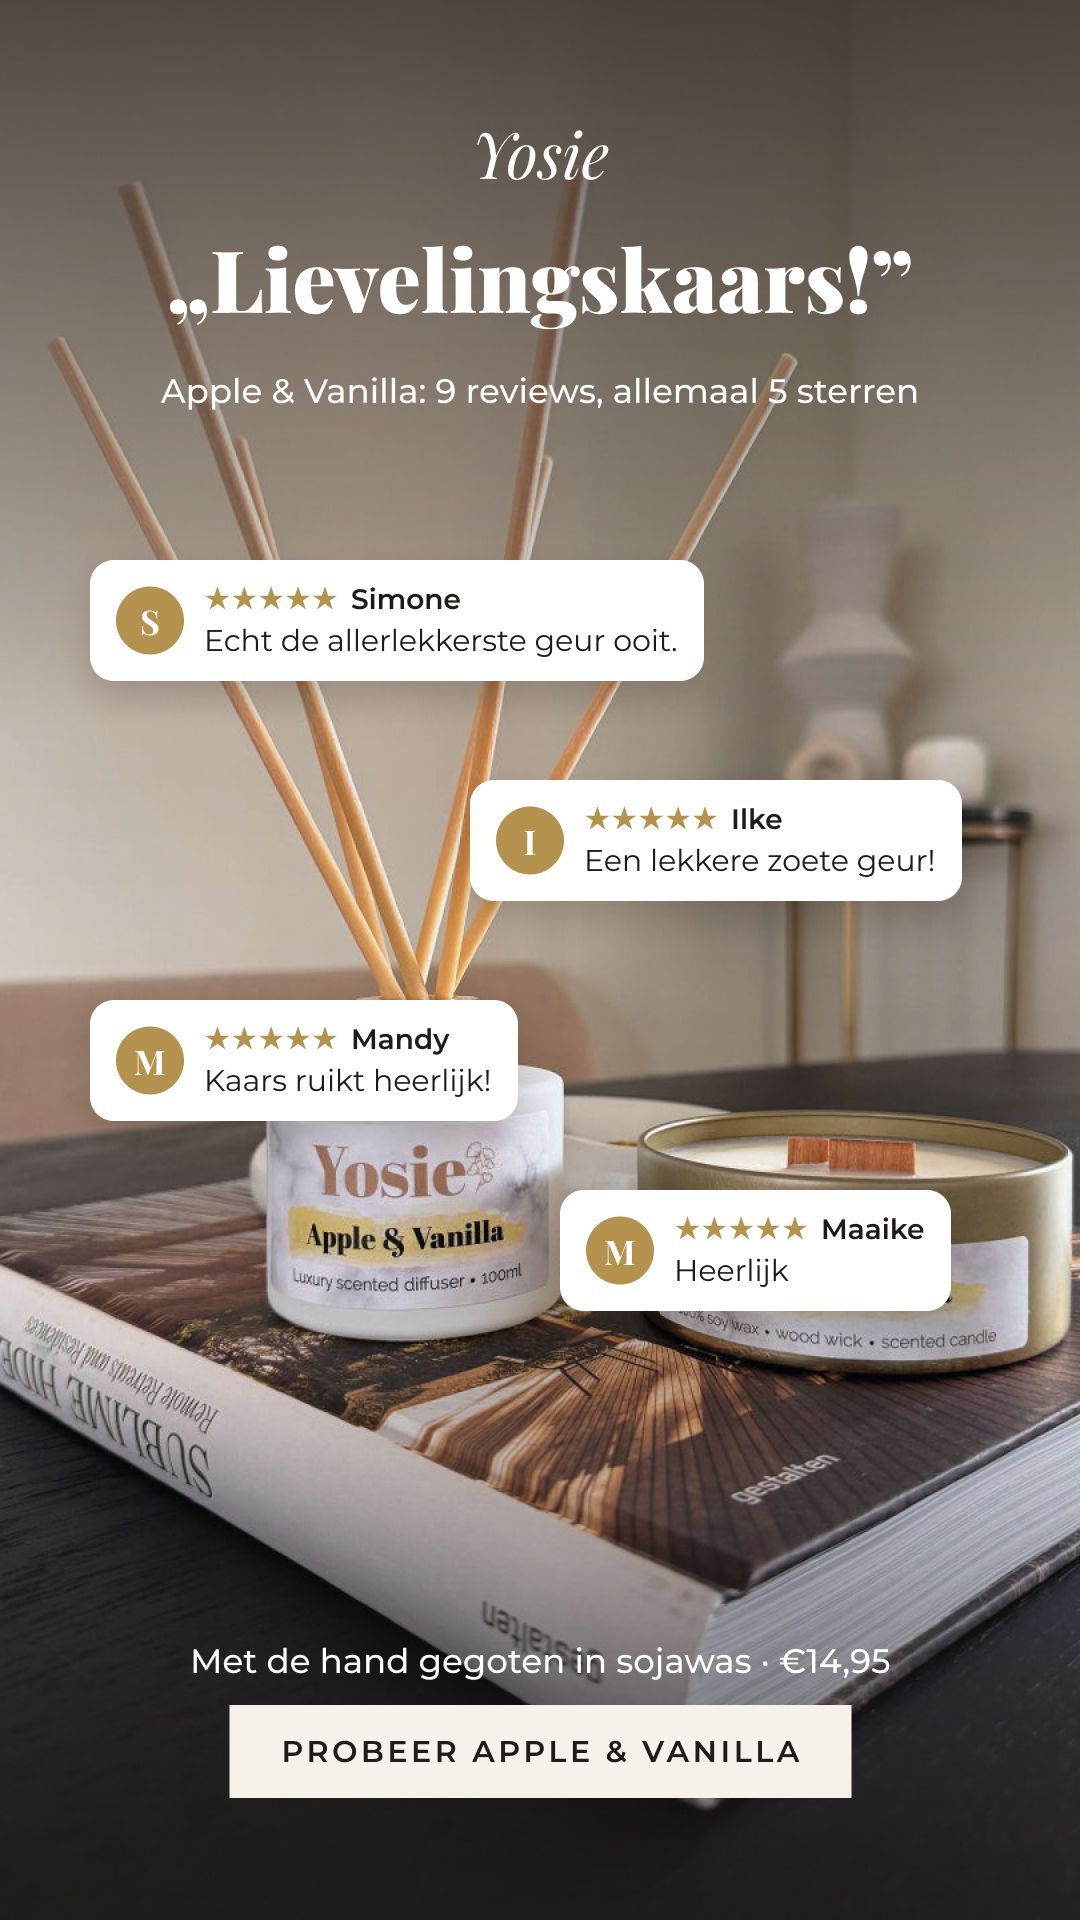 Yosie
„Lievelingskaars!”
Apple & Vanilla: 9 reviews, allemaal 5 sterren
S
★★★★★ Simone
Echt de allerlekkerste geur ooit.
I
★★★★★ Ilke
Een lekkere zoete geur!
M
★★★★★ Mandy
Kaars ruikt heerlijk!
Yosie
Apple & Vanilla
Luxury scented diffuser • 100ml
M
★★★★★ Maaike
Heerlijk
100% soy wax • wood wick • scented candle
Remote Retreats and Residences
SUBLIME HIDE
gestalten
gestalten
Met de hand gegoten in sojawas · €14,95
PROBEER APPLE & VANILLA